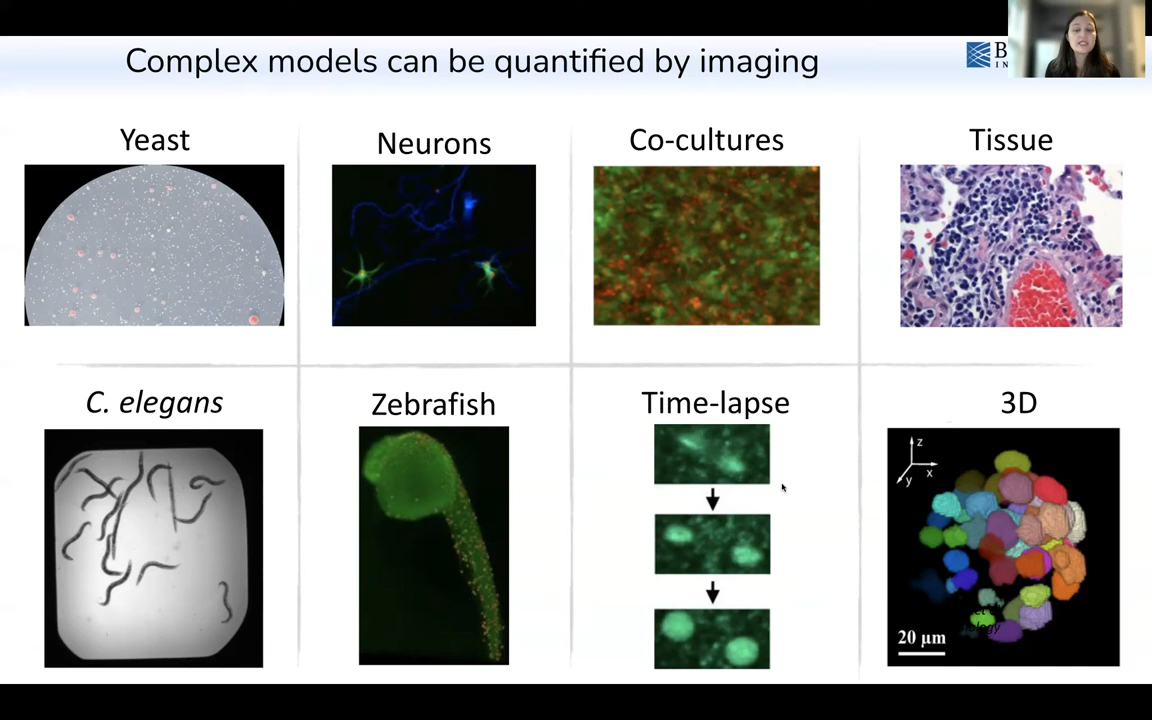 Complex models can be quantified by imaging
B
IN
Yeast
Neurons
Co-cultures
Tissue
C. elegans
Zebrafish
Time-lapse
3D
z
x
y
20 μm